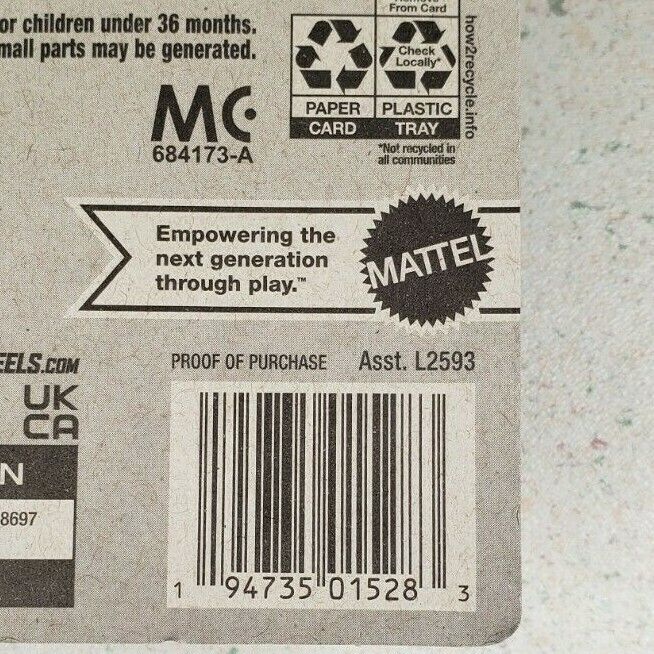 or children under 36 months.
mall parts may be generated.
From Card
Check
Locally*
PAPER
PLASTIC
CARD
TRAY
how2recycle.info
*Not recycled in
all communities
MC
684173-A
Empowering the
next generation
through play.™
MATTEL
EELS.COM
PROOF OF PURCHASE
Asst. L2593
UK
CA
N
8697
1 94735 01528 3